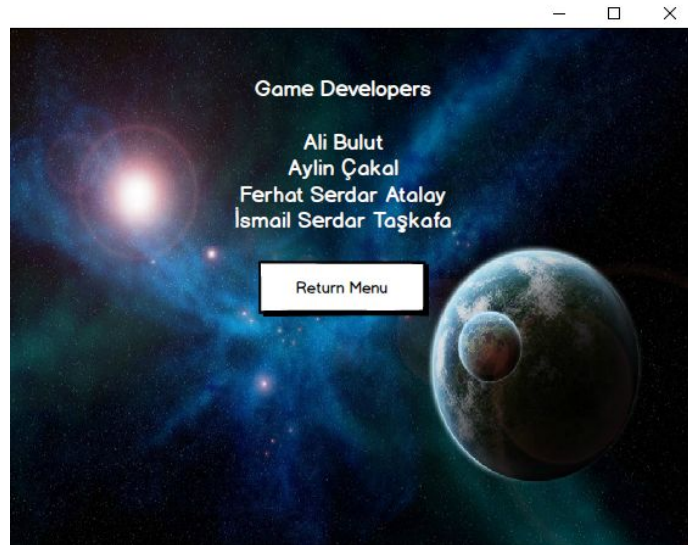 Game Developers
Ali Bulut
Aylin Çakal
Ferhat Serdar Atalay
İsmail Serdar Taşkafa
Return Menu